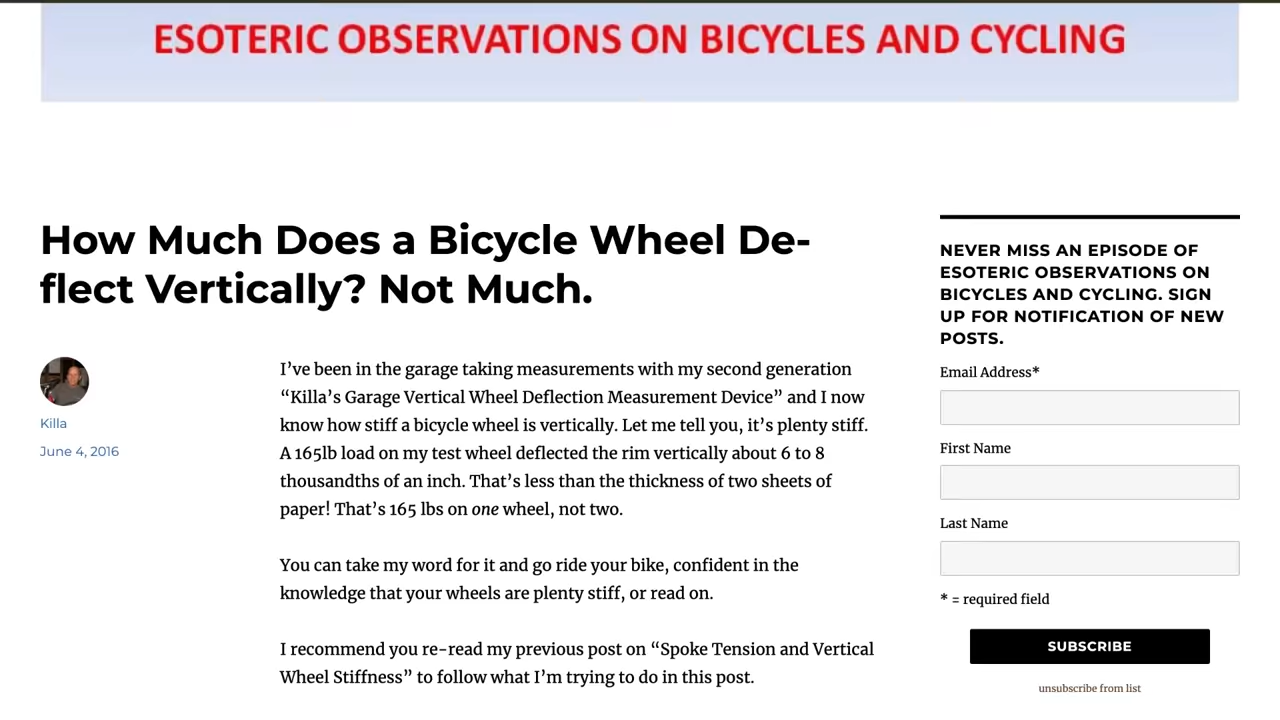 ESOTERIC OBSERVATIONS ON BICYCLES AND CYCLING
How Much Does a Bicycle Wheel De-
flect Vertically? Not Much.
Killa
June 4, 2016
I’ve been in the garage taking measurements with my second generation
“Killa’s Garage Vertical Wheel Deflection Measurement Device” and I now
know how stiff a bicycle wheel is vertically. Let me tell you, it’s plenty stiff.
A 165lb load on my test wheel deflected the rim vertically about 6 to 8
thousandths of an inch. That’s less than the thickness of two sheets of
paper! That’s 165 lbs on one wheel, not two.
You can take my word for it and go ride your bike, confident in the
knowledge that your wheels are plenty stiff, or read on.
I recommend you re-read my previous post on “Spoke Tension and Vertical
Wheel Stiffness” to follow what I’m trying to do in this post.
NEVER MISS AN EPISODE OF
ESOTERIC OBSERVATIONS ON
BICYCLES AND CYCLING. SIGN
UP FOR NOTIFICATION OF NEW
POSTS.
Email Address*
First Name
Last Name
* = required field
SUBSCRIBE
unsubscribe from list